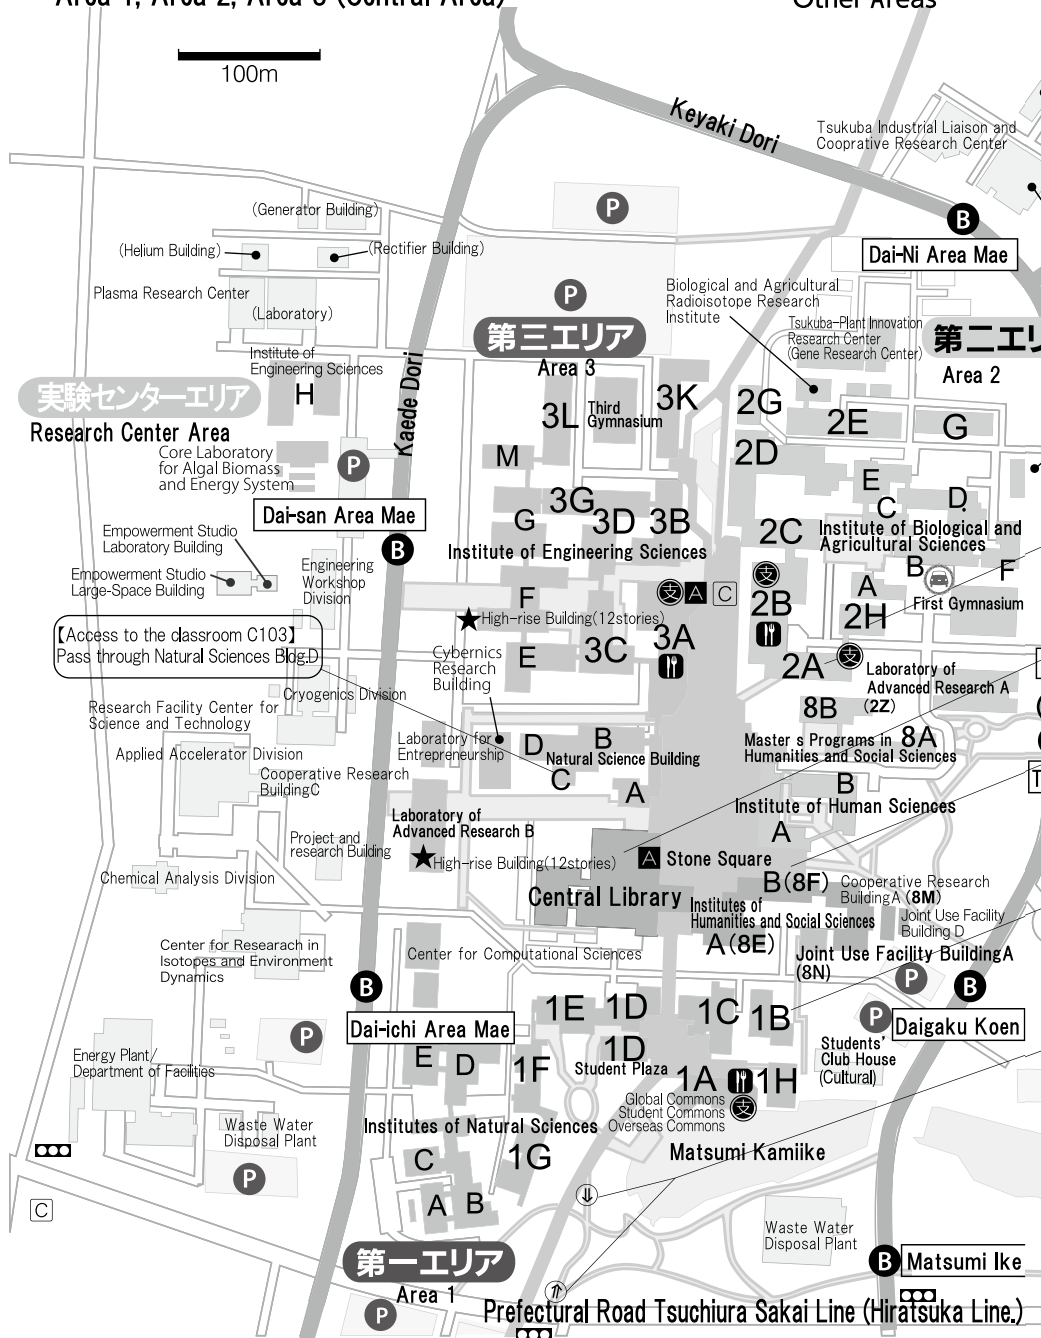 Area 1, Area 2, Area 3 (Central Area)
Other Areas
100m
Keyaki Dori
Tsukuba Industrial Liaison and
Cooprative Research Center
P
B
Dai-Ni Area Mae
(Generator Building)
(Helium Building)
(Rectifier Building)
Plasma Research Center
(Laboratory)
P
Biological and Agricultural
Radioisotope Research
Institute
Tsukuba-Plant Innovation
Research Center
(Gene Research Center)
第三エリア
Area 3
第二エリ
Area 2
Institute of
Engineering Sciences
H
Kaede Dori
実験センターエリア
Research Center Area
3L
Third
Gymnasium
3K
2G
2E
G
2D
Core Laboratory
for Algal Biomass
and Energy System
P
M
E
C
D
Dai-san Area Mae
B
3G
G
3D
3B
2C
Institute of Engineering Sciences
Institute of Biological and
Agricultural Sciences
Empowerment Studio
Laboratory Building
Empowerment Studio
Large-Space Building
Engineering
Workshop
Division
支
A
C
支
2B
A
B
F
First Gymnasium
F
High-rise Building(12stories)
2H
【Access to the classroom C103】
Pass through Natural Sciences Bldg.D
Cybernics
Research
Building
E
3C
3A
2A
支
Laboratory of
Advanced Research A
(2Z)
Cryogenics Division
Research Facility Center for
Science and Technology
8B
8A
Applied Accelerator Division
Laboratory for
Entrepreneurship
D
B
Natural Science Building
C
A
Master s Programs in
Humanities and Social Sciences
T
Cooperative Research
BuildingC
B
Institute of Human Sciences
A
Laboratory of
Advanced Research B
Project and
research Building
High-rise Building(12stories)
A
Stone Square
Chemical Analysis Division
Central Library
B(8F)
Cooperative Research
BuildingA (8M)
Institutes of
Humanities and Social Sciences
A(8E)
Joint Use Facility
Building D
Joint Use Facility BuildingA
(8N)
Center for Researach in
Isotopes and Environment
Dynamics
Center for Computational Sciences
B
P
B
1E
1D
1C
1B
P
Daigaku Koen
Dai-ichi Area Mae
P
Energy Plant/
Department of Facilities
E
D
1F
1D
Student Plaza
1A
1H
Students'
Club House
(Cultural)
Global Commons
Student Commons
Overseas Commons
支
Waste Water
Disposal Plant
Institutes of Natural Sciences
Matsumi Kamiike
P
C
1G
C
A
B
⇓
Waste Water
Disposal Plant
第一エリア
Area 1
B
Matsumi Ike
⇑
P
Prefectural Road Tsuchiura Sakai Line (Hiratsuka Line.)